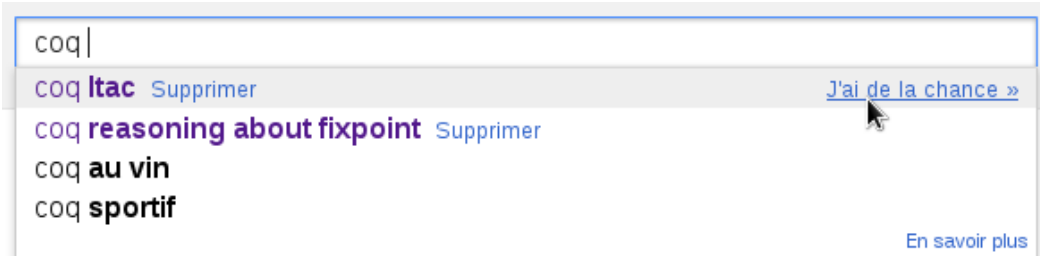 coq
coq ltac Supprimer J'ai de la chance »
coq reasoning about fixpoint Supprimer
coq au vin
coq sportif
En savoir plus